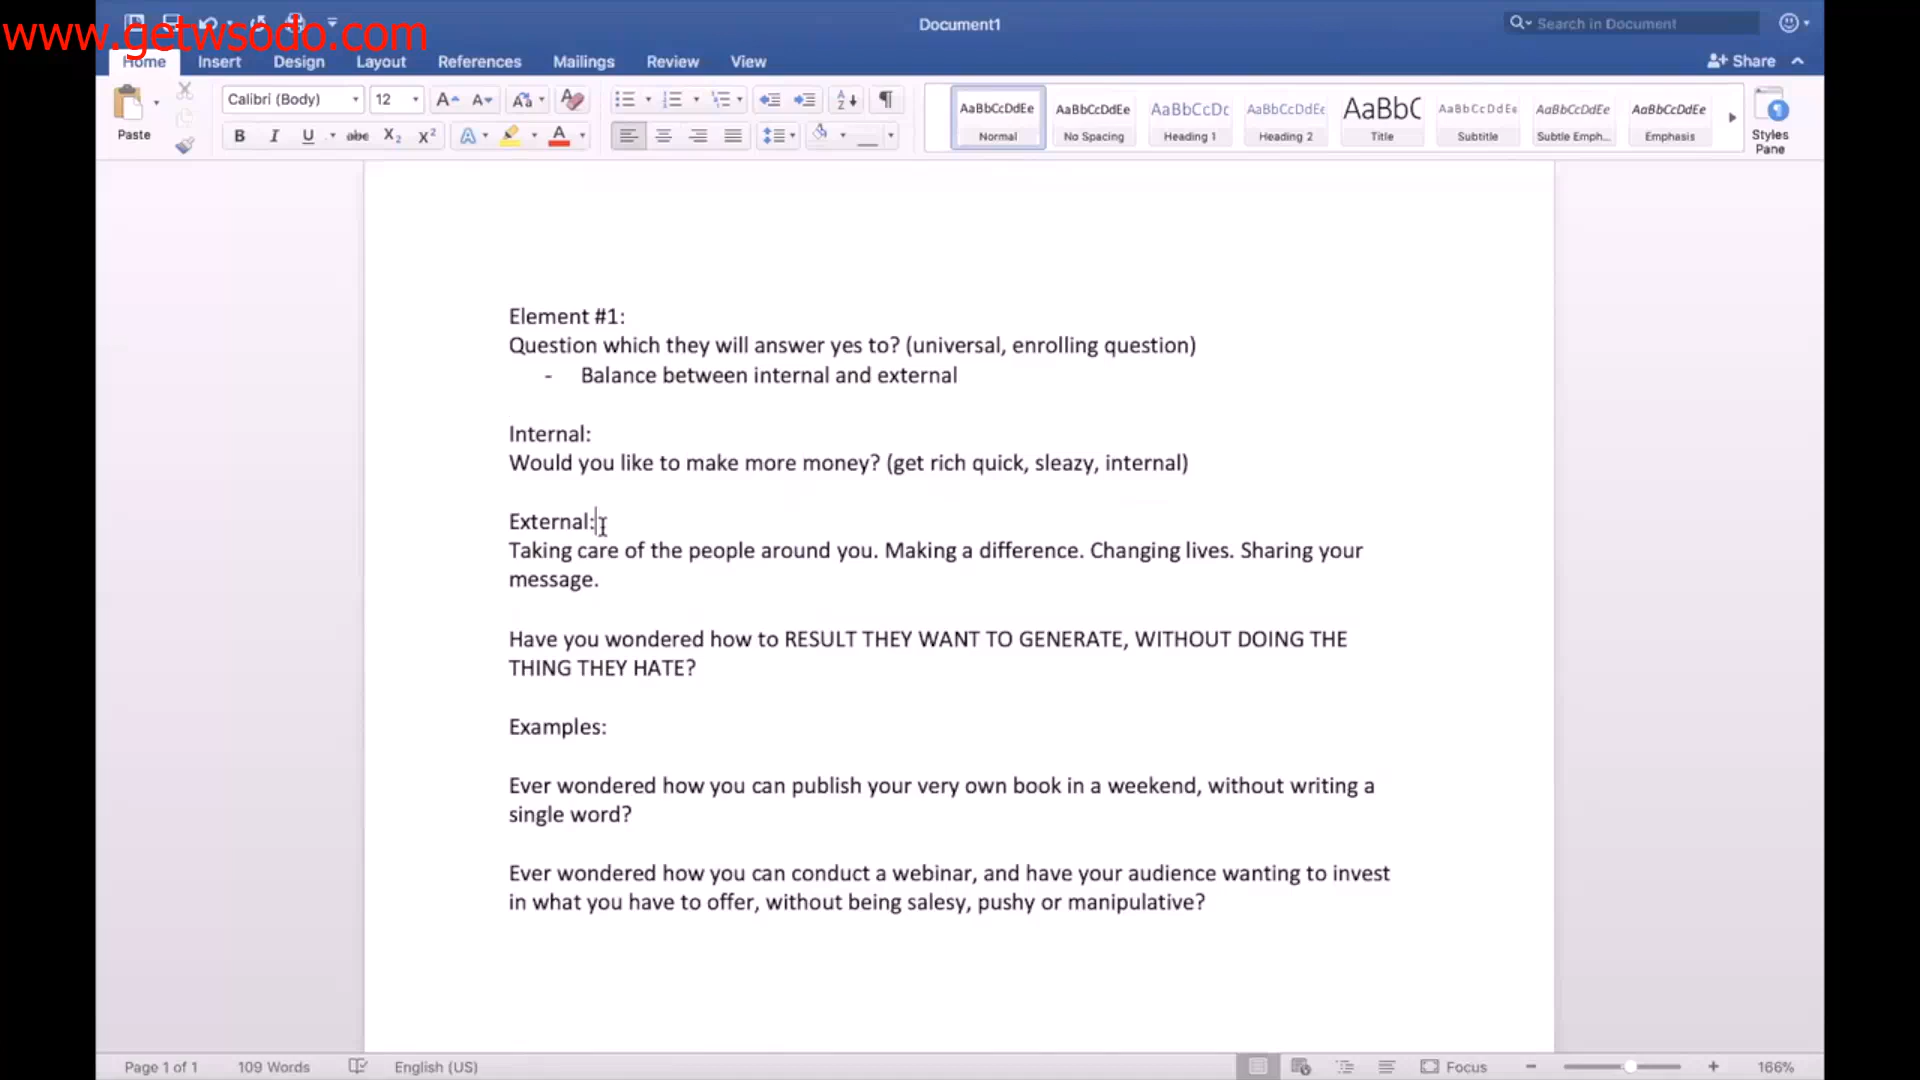 www.getwsodo.com
Document1
Search in Document
Home Insert Design Layout References Mailings Review View
Share
Paste
Calibri (Body) 12
AaBbCcDdEe AaBbCcDdEe AaBbCcDc AaBbCcDdEe AaBbC AaBbCcDdEe AaBbCcDdEe AaBbCcDdEe
Normal No Spacing Heading 1 Heading 2 Title Subtitle Subtle Emph... Emphasis
Styles
Pane
Element #1:
Question which they will answer yes to? (universal, enrolling question)
- Balance between internal and external
Internal:
Would you like to make more money? (get rich quick, sleazy, internal)
External:
Taking care of the people around you. Making a difference. Changing lives. Sharing your
message.
Have you wondered how to RESULT THEY WANT TO GENERATE, WITHOUT DOING THE
THING THEY HATE?
Examples:
Ever wondered how you can publish your very own book in a weekend, without writing a
single word?
Ever wondered how you can conduct a webinar, and have your audience wanting to invest
in what you have to offer, without being salesy, pushy or manipulative?
Page 1 of 1 109 Words English (US) Focus 166%